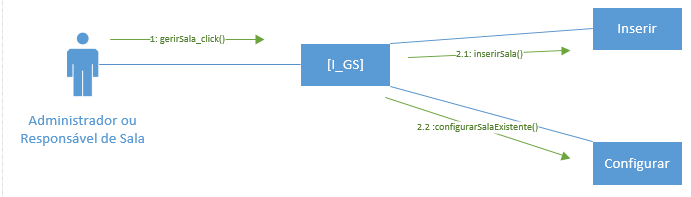 Inserir
1: gerirSala_click()
2.1: inserirSala()
[I_GS]
Administrador ou
Responsável de Sala
2.2 :configurarSalaExistente()
Configurar